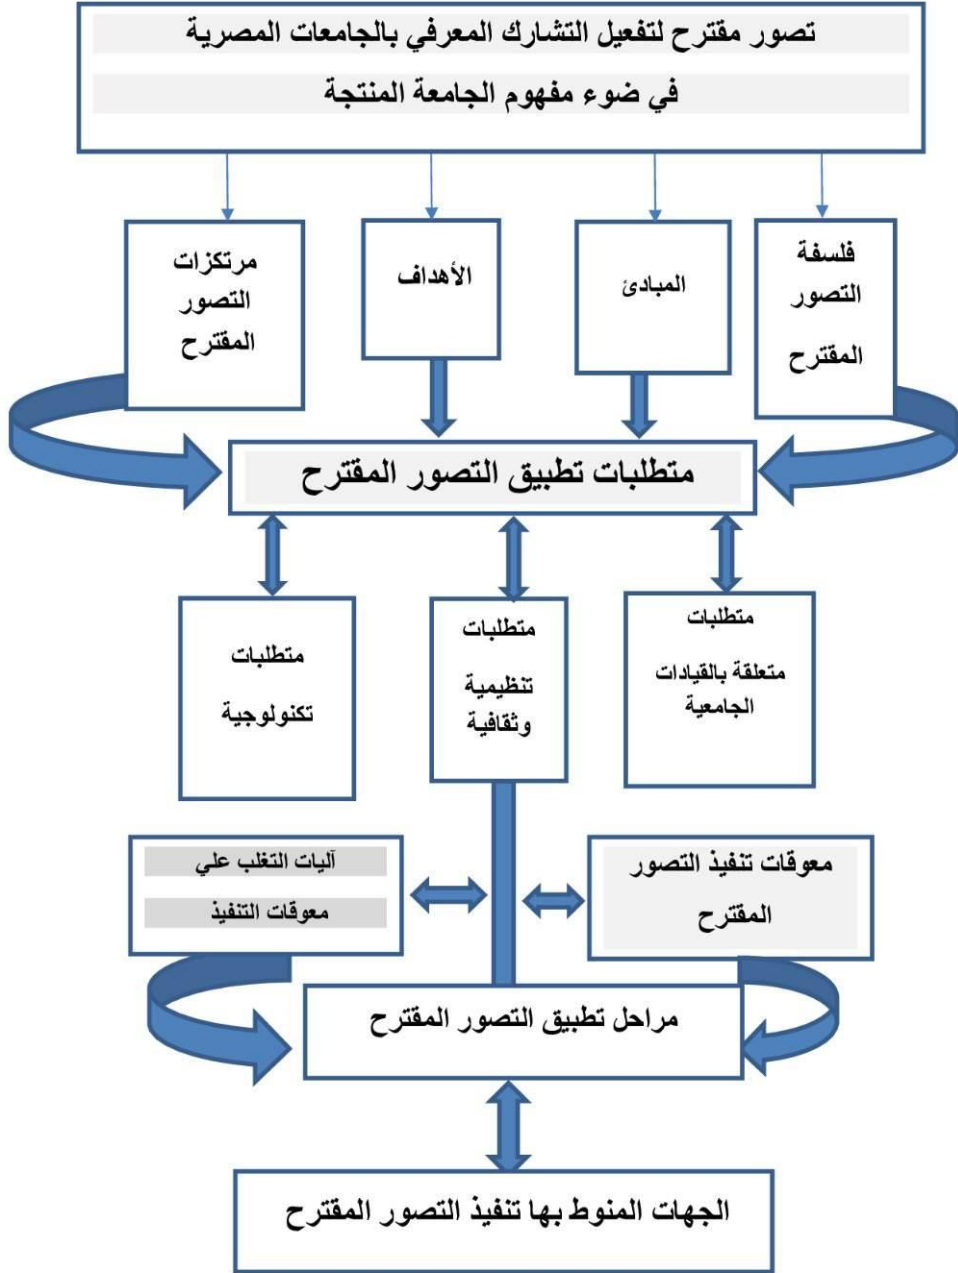 تصور مقترح لتفعيل التشارك المعرفي بالجامعات المصرية
في ضوء مفهوم الجامعة المنتجة
فلسفة
التصور
المقترح
المبادئ
الأهداف
مرتكزات
التصور
المقترح
متطلبات تطبيق التصور المقترح
متطلبات
متعلقة بالقيادات
الجامعية
متطلبات
تنظيمية
وثقافية
متطلبات
تكنولوجية
معوقات تنفيذ التصور
المقترح
آليات التغلب علي
معوقات التنفيذ
مراحل تطبيق التصور المقترح
الجهات المنوط بها تنفيذ التصور المقترح